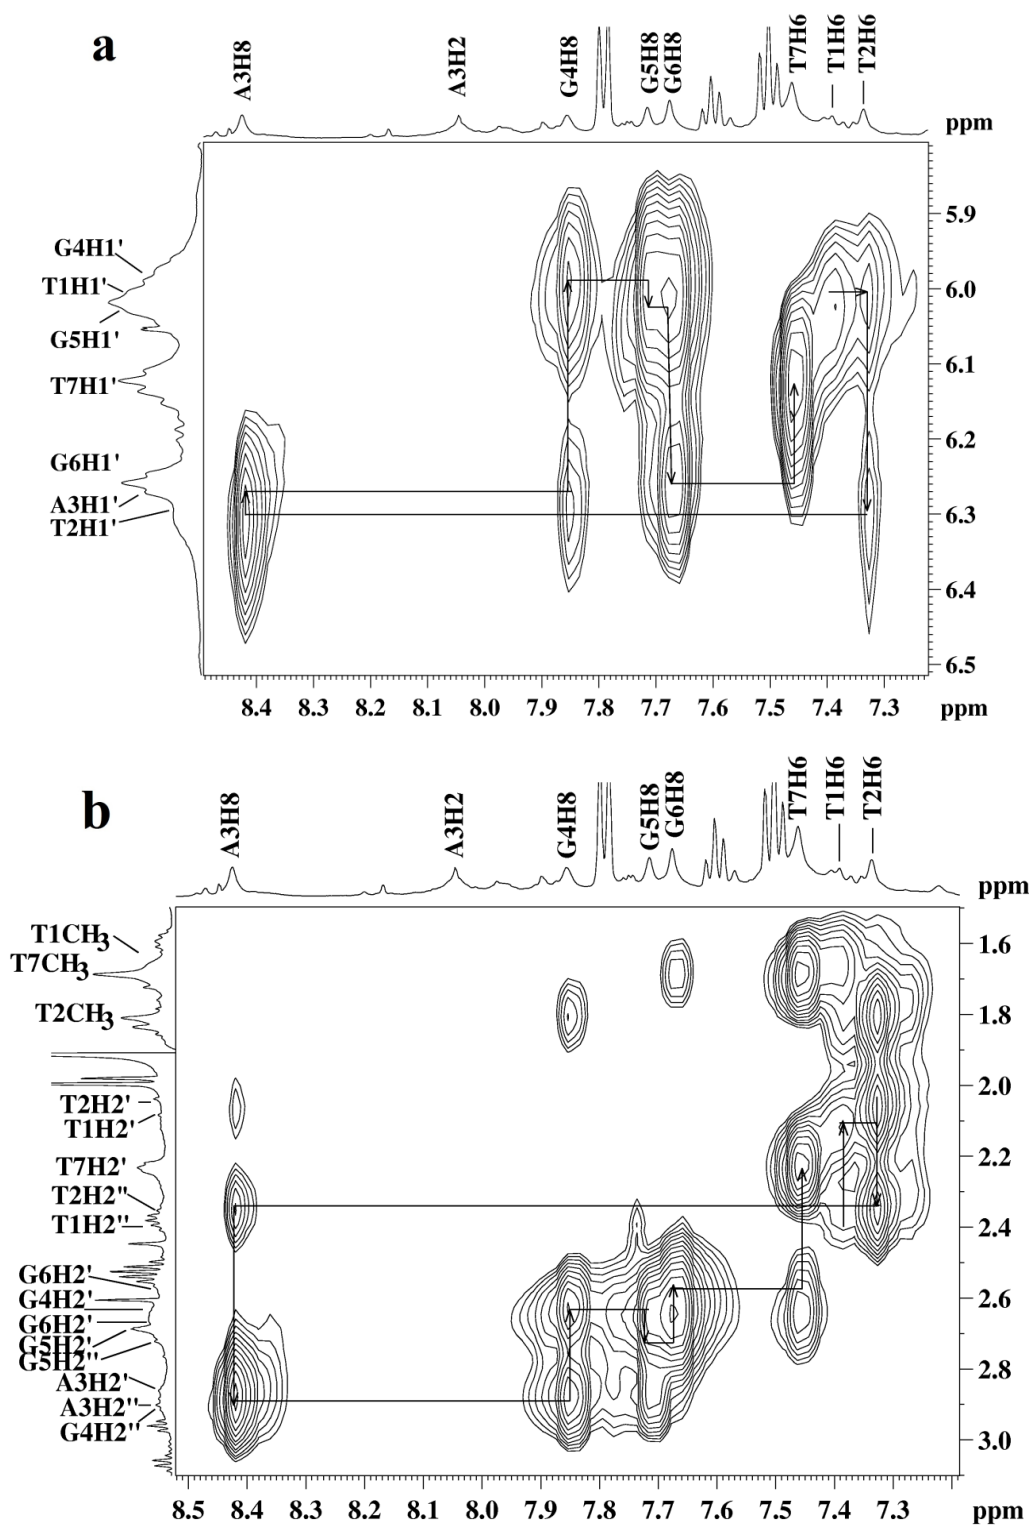 a
A3H8 A3H2 G4H8 G5H8 G6H8 T7H6 T1H6 T2H6
ppm
5.9
G4H1'
T1H1'
6.0
G5H1'
6.1
T7H1'
6.2
G6H1'
A3H1'
6.3
T2H1'
6.4
6.5
8.4 8.3 8.2 8.1 8.0 7.9 7.8 7.7 7.6 7.5 7.4 7.3 ppm
b
A3H8 A3H2 G4H8 G5H8 G6H8 T7H6 T1H6 T2H6
ppm
T1CH3
1.6
T7CH3
T2CH3
1.8
2.0
T2H2'
T1H2'
T7H2'
2.2
T2H2"
T1H2"
2.4
G6H2'
G4H2'
2.6
G6H2'
G5H2'
G5H2"
2.8
A3H2'
A3H2"
G4H2"
3.0
8.5 8.4 8.3 8.2 8.1 8.0 7.9 7.8 7.7 7.6 7.5 7.4 7.3 ppm